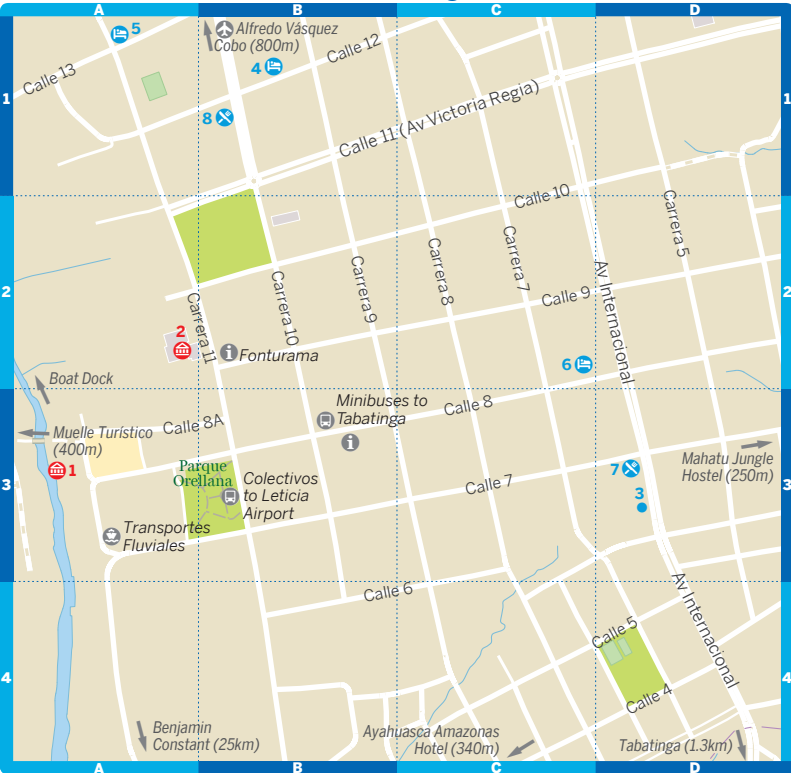 A
B
C
D
5
Alfredo Vásquez
Cobo (800m)
4
Calle 12
Calle 13
1
1
8
Calle 11 (Av Victoria Regia)
Calle 10
Carrera 5
Carrera 7
Carrera 8
Carrera 9
Carrera 10
Carrera 11
Av Internacional
2
2
Calle 9
2
Fonturama
6
Boat Dock
Minibuses to
Tabatinga
Calle 8
Calle 8A
Muelle Turístico
(400m)
1
Parque
Orellana
Colectivos
to Leticia
Airport
Calle 7
7
Mahatu Jungle
Hostel (250m)
3
3
3
Transportes
Fluviales
Calle 6
Av Internacional
Calle 5
4
4
Calle 4
Benjamin
Constant (25km)
Ayahuasca Amazonas
Hotel (340m)
Tabatinga (1.3km)
A
B
C
D